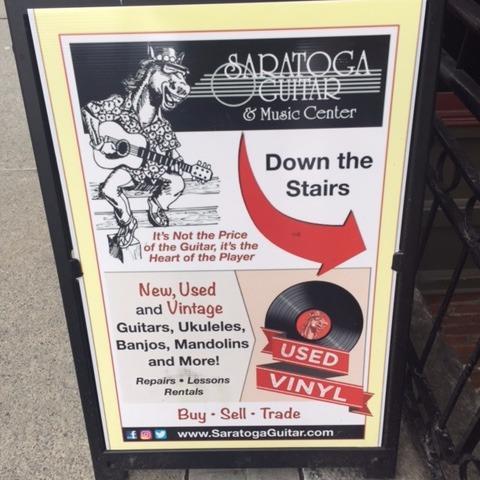 SARATOGA
GUITAR
& Music Center
Down the
Stairs
It's Not the Price
of the Guitar, it's the
Heart of the Player
New, Used
and Vintage
Guitars, Ukuleles,
Banjos, Mandolins
and More!
Repairs • Lessons
Rentals
USED
VINYL
Buy • Sell • Trade
www.SaratogaGuitar.com